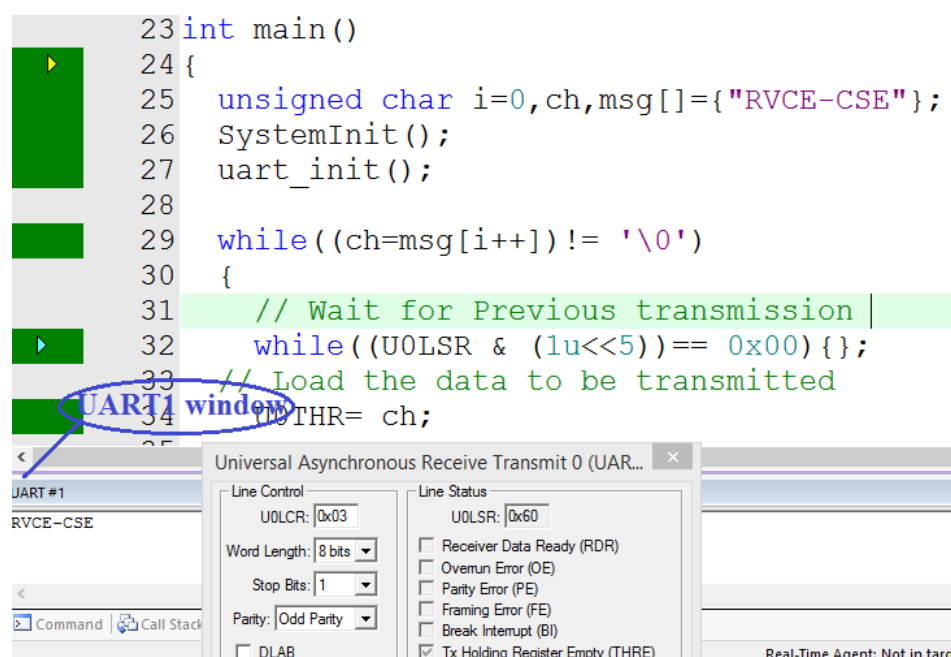 23 int main()
24 {
25 unsigned char i=0,ch,msg[]={"RVCE-CSE"};
26 SystemInit();
27 uart_init();
28
29 while((ch=msg[i++])!= '\0')
30 {
31 // Wait for Previous transmission
32 while((U0LSR & (1u<<5))== 0x00){};
33 // Load the data to be transmitted
UART1 window
34 U0THR= ch;
Universal Asynchronous Receive Transmit 0 (UAR...
UART #1
RVCE-CSE
Line Control
U0LCR: 0x03
Word Length: 8 bits
Stop Bits: 1
Parity: Odd Parity
DLAB
Line Status
U0LSR: 0x60
Receiver Data Ready (RDR)
Overrun Error (OE)
Parity Error (PE)
Framing Error (FE)
Break Interrupt (BI)
Tx Holding Register Empty (THRE)
Command
Call Stack
Real-Time Agent: Not in targ